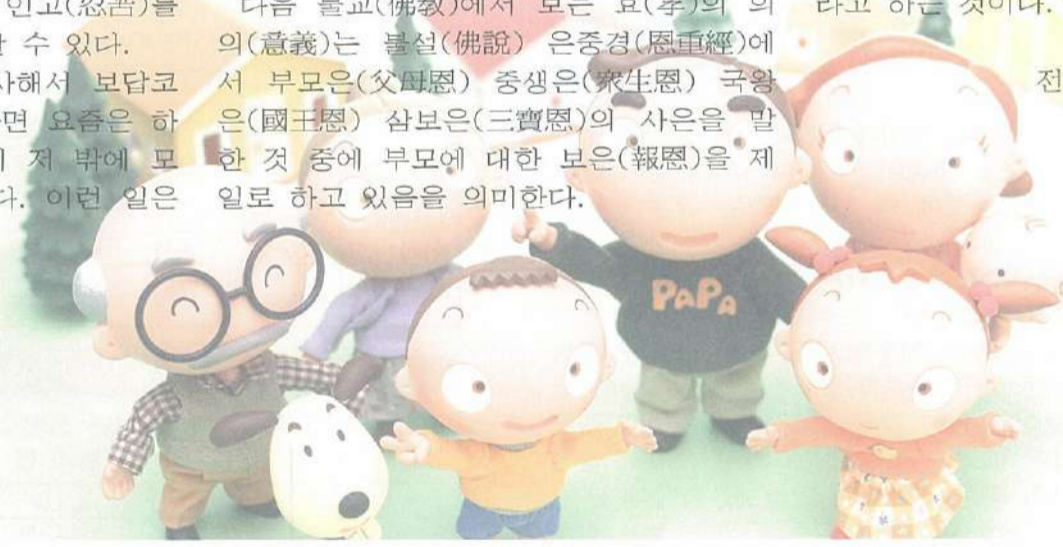 인고(忍苦)를
할 수 있다.
사해서 보답코
면 요즘은 하
저 밖에 모
다. 이런 일은
다음 불교(佛敎)에서 보는 효(孝)의 의
의(意義)는 불설(佛說) 은중경(恩重經)에
서 부모은(父母恩) 중생은(衆生恩) 국왕
은(國王恩) 삼보은(三寶恩)의 사은을 말
한 것 중에 부모에 대한 보은(報恩)을 제
일로 하고 있음을 의미한다.
라고 하는 것이다.
전
PAPA